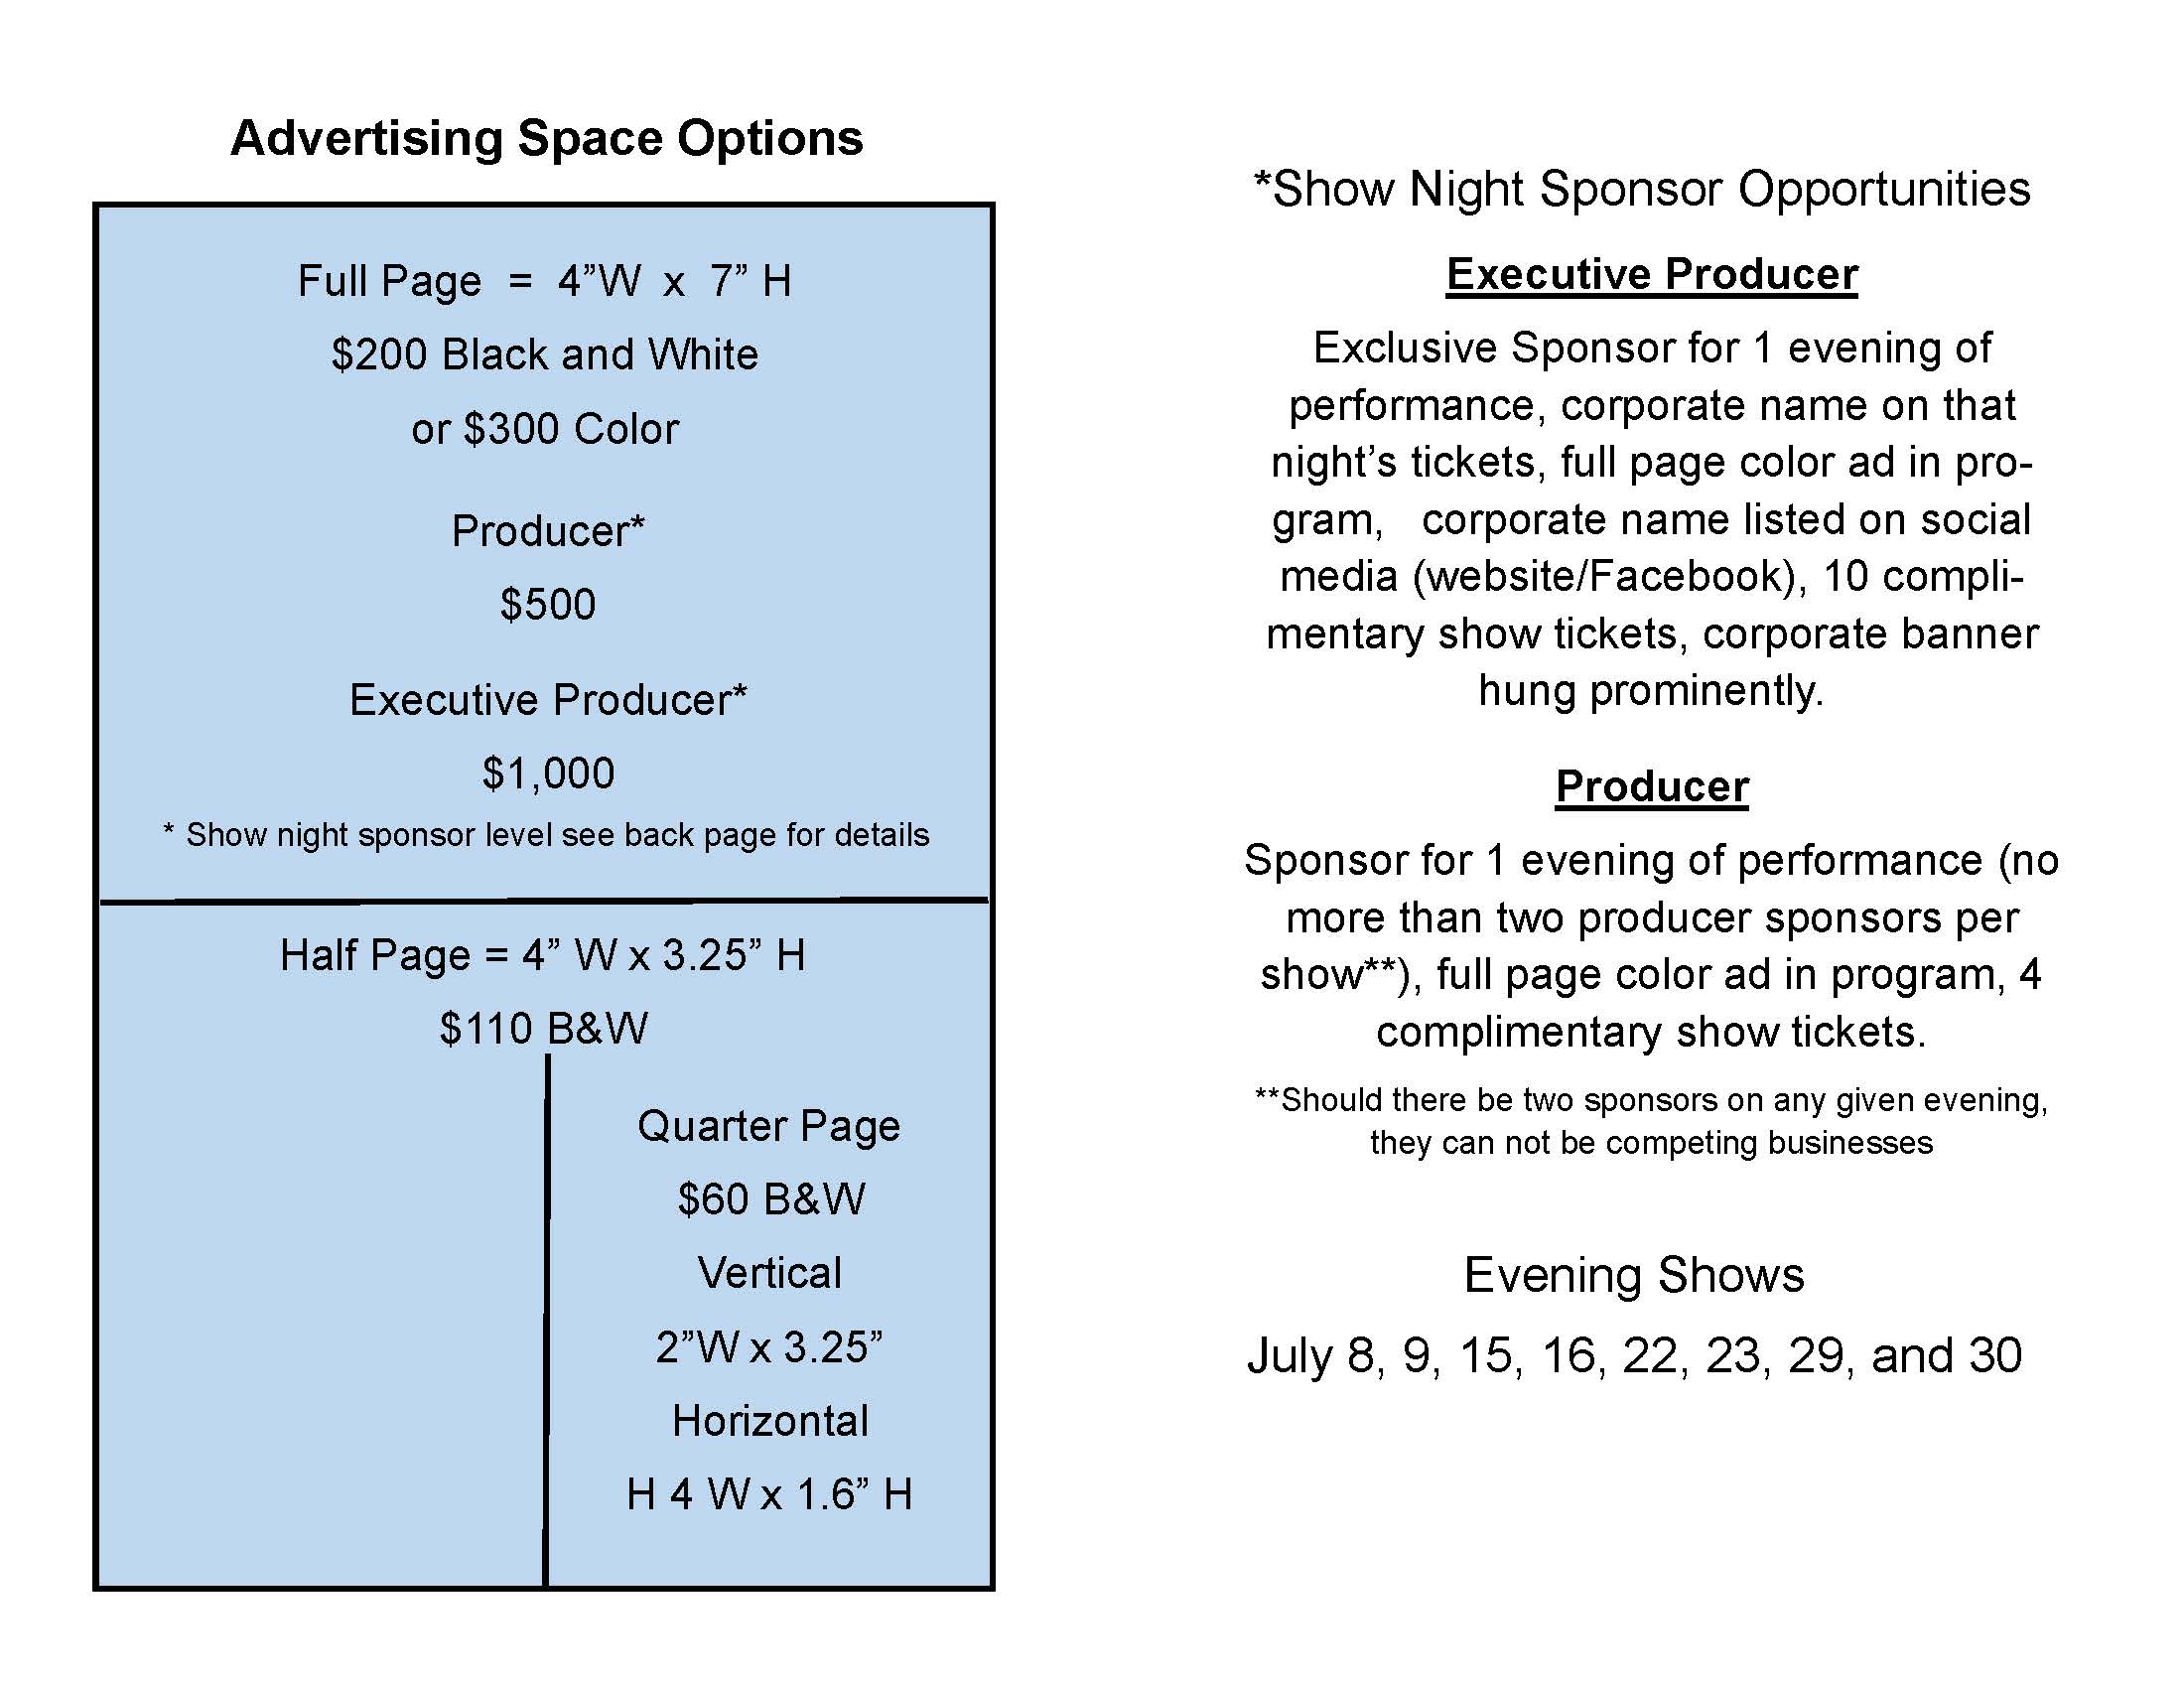 Advertising Space Options
Full Page  =  4”W  x  7” H
$200 Black and White
or $300 Color
Producer*
$500
Executive Producer*
$1,000
* Show night sponsor level see back page for details
Half Page = 4” W x 3.25” H
$110 B&W
Quarter Page
$60 B&W
Vertical
2”W x 3.25”
Horizontal
H 4 W x 1.6” H
*Show Night Sponsor Opportunities
Executive Producer
Exclusive Sponsor for 1 evening of
performance, corporate name on that
night’s tickets, full page color ad in pro-
gram,   corporate name listed on social
media (website/Facebook), 10 compli-
mentary show tickets, corporate banner
hung prominently.
Producer
Sponsor for 1 evening of performance (no
more than two producer sponsors per
show**), full page color ad in program, 4
complimentary show tickets.
**Should there be two sponsors on any given evening,
they can not be competing businesses
Evening Shows
July 8, 9, 15, 16, 22, 23, 29, and 30